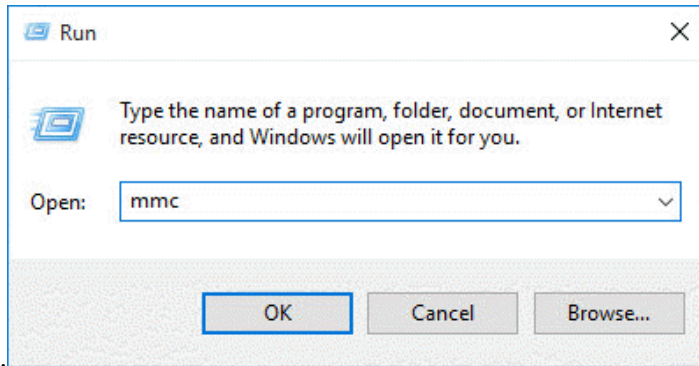 Run
Type the name of a program, folder, document, or Internet
resource, and Windows will open it for you.
Open: mmc
OK Cancel Browse...